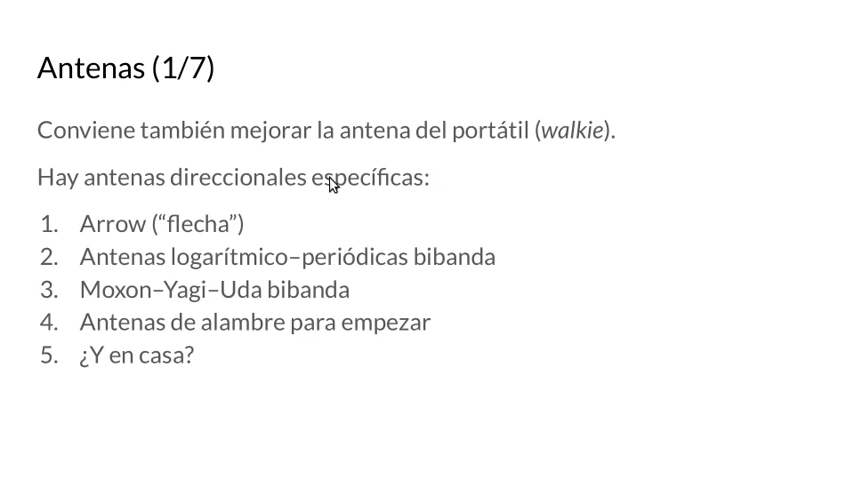 Antenas (1/7)
Conviene también mejorar la antena del portátil (walkie).
Hay antenas direccionales específicas:
1. Arrow (“flecha”)
2. Antenas logarítmico–periódicas bibanda
3. Moxon–Yagi–Uda bibanda
4. Antenas de alambre para empezar
5. ¿Y en casa?